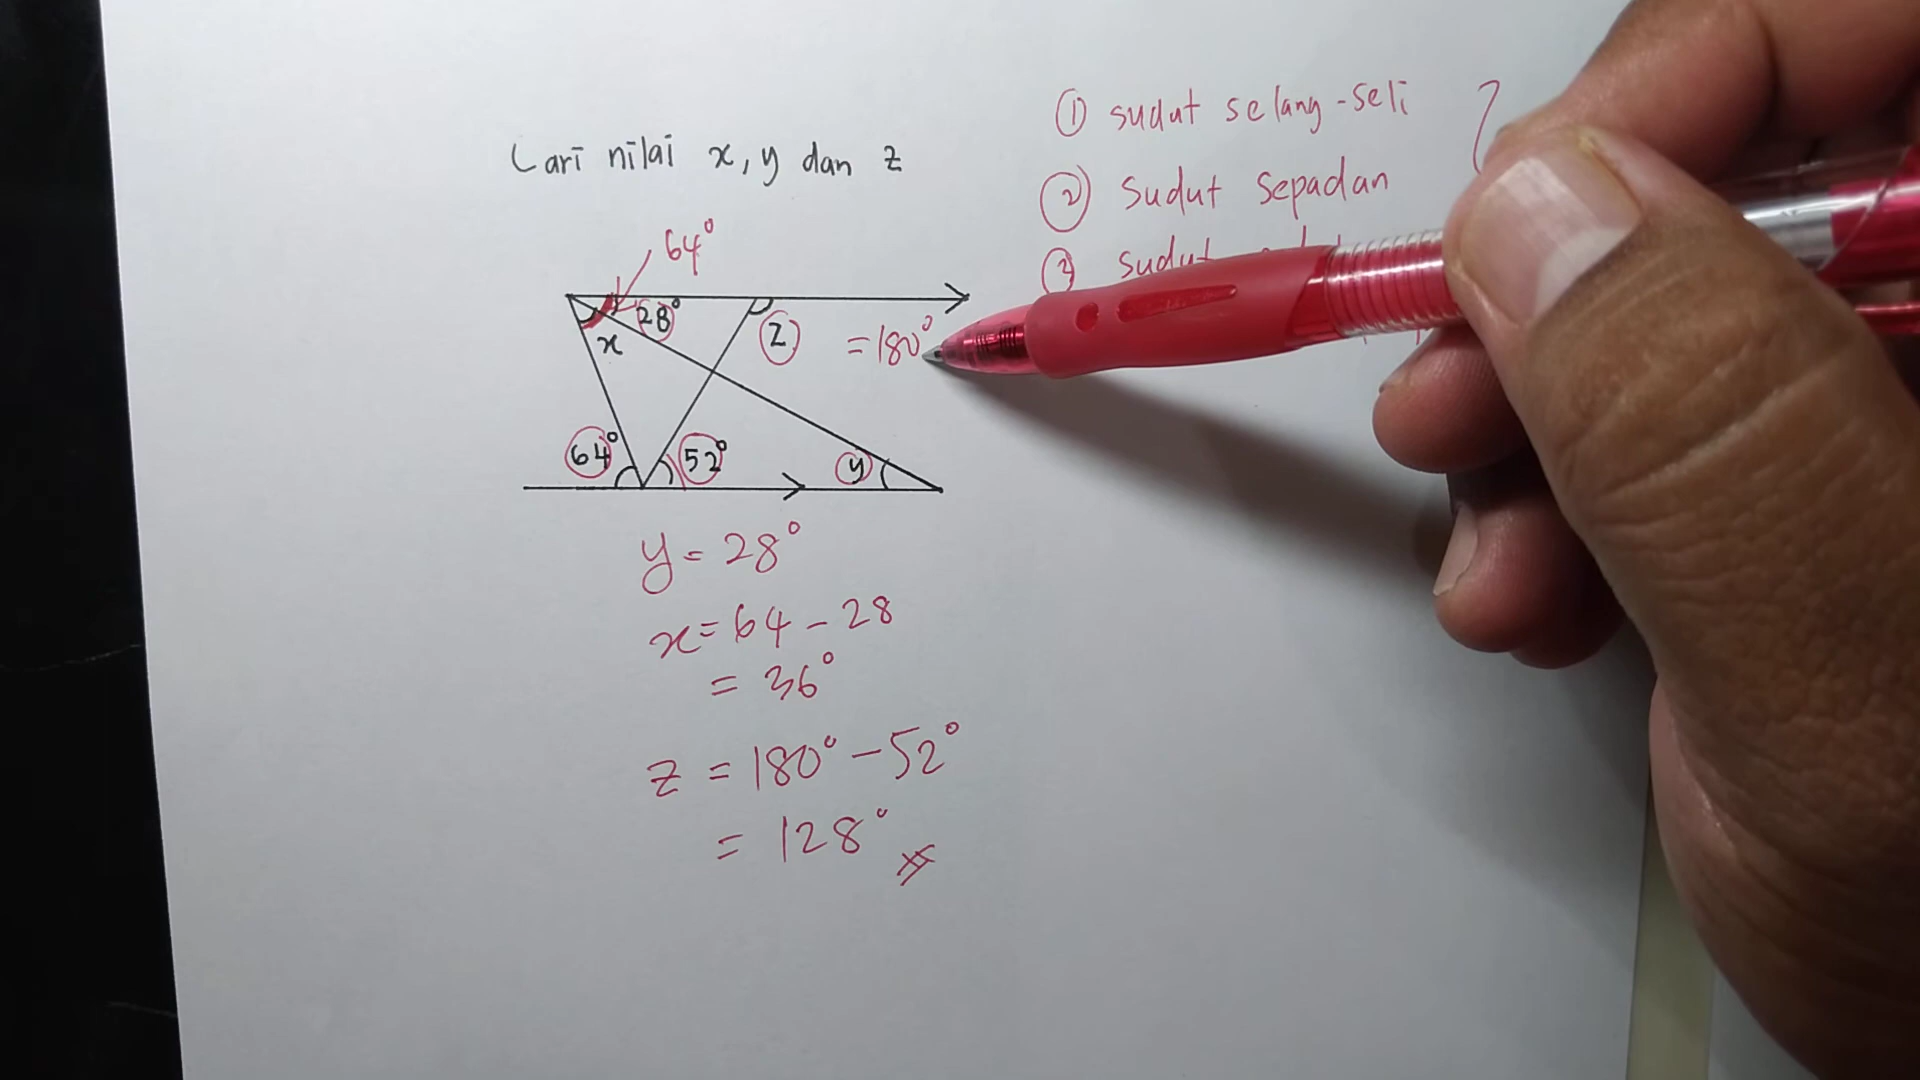 Cari nilai x, y dan z
① sudut selang-seli
② sudut sepadan
③ sudut
64°
28°
x
z
=180°
64°
52°
y
y = 28°
x = 64 - 28
= 36°
z = 180° - 52°
= 128°